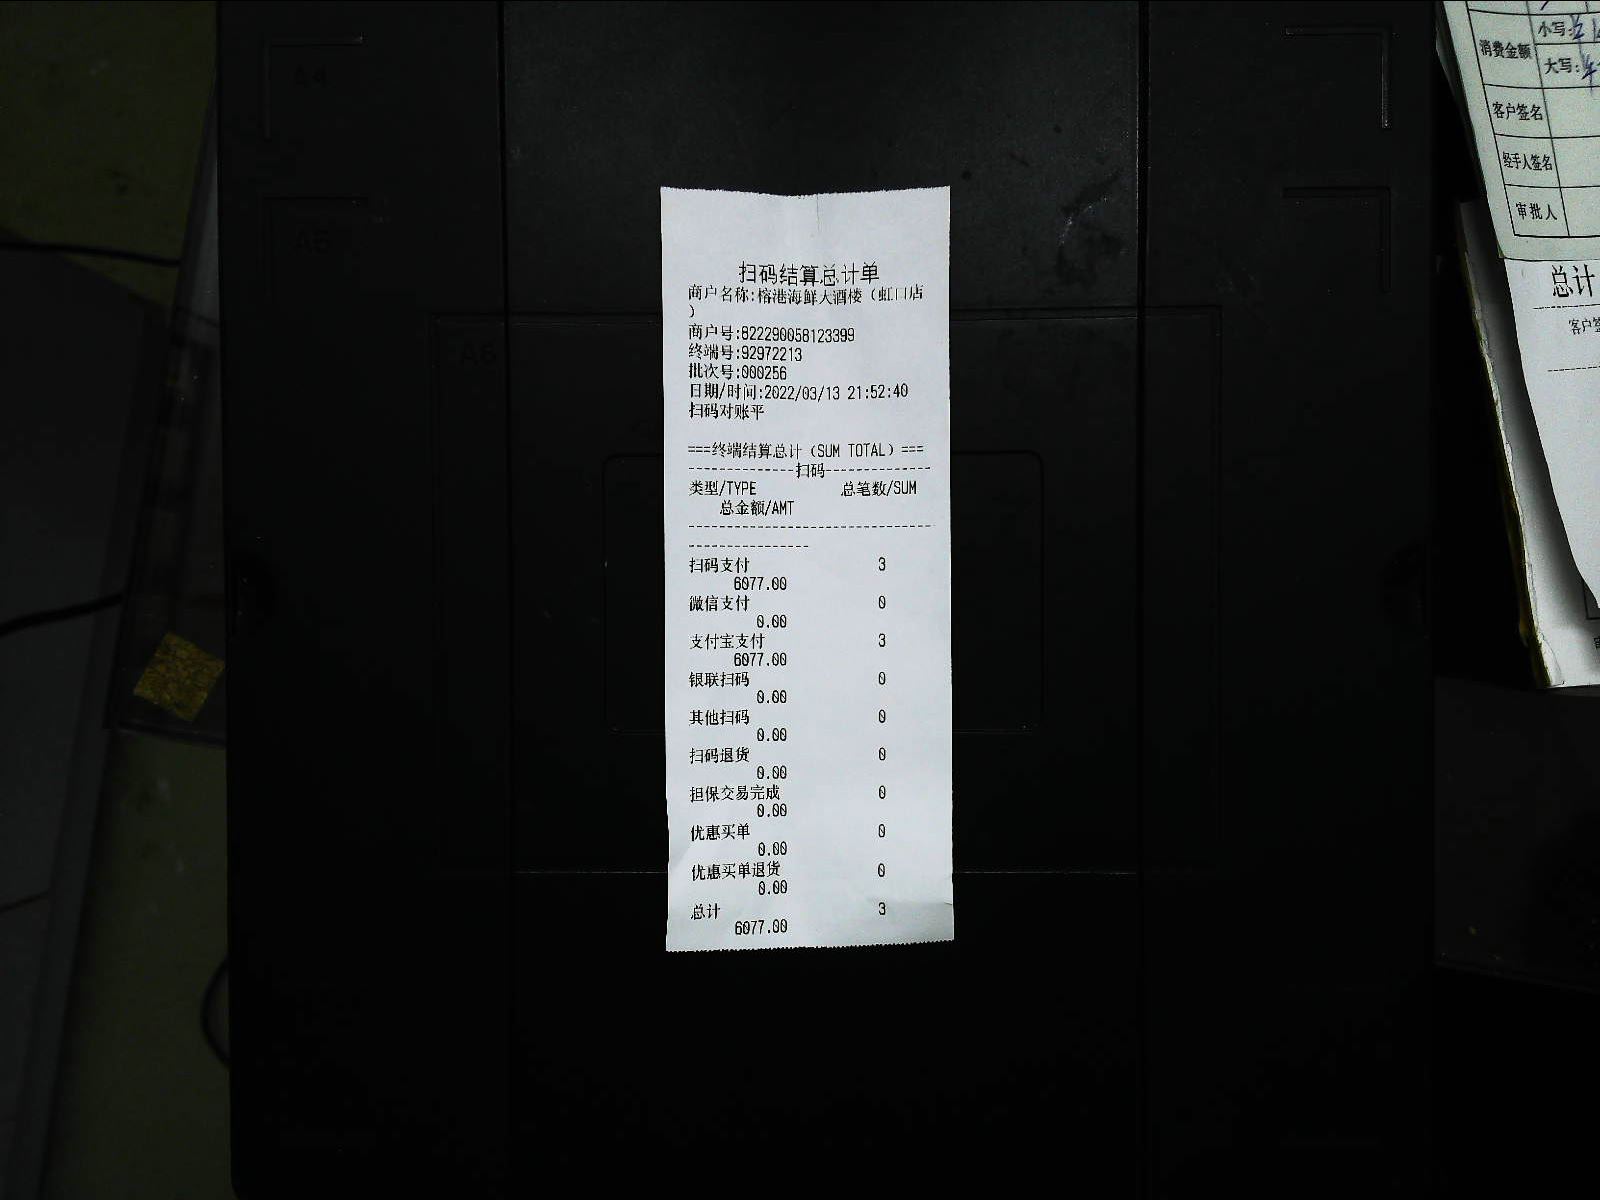 扫码结算总计单
商户名称:榕港海鲜大酒楼（虹口店
）
商户号:822290058123399
终端号:92972213
批次号:000256
日期/时间:2022/03/13 21:52:40
扫码对账平
===终端结算总计（SUM TOTAL）===
--------------扫码--------------
类型/TYPE 总笔数/SUM
总金额/AMT
--------------------------------
----------------
扫码支付 3
6077.00
微信支付 0
0.00
支付宝支付 3
6077.00
银联扫码 0
0.00
其他扫码 0
0.00
扫码退货 0
0.00
担保交易完成 0
0.00
优惠买单 0
0.00
优惠买单退货 0
0.00
总计 3
6077.00
A4
A5
A6
消费金额
小写:
大写:
客户签名
经手人签名
审批人
总计
客户